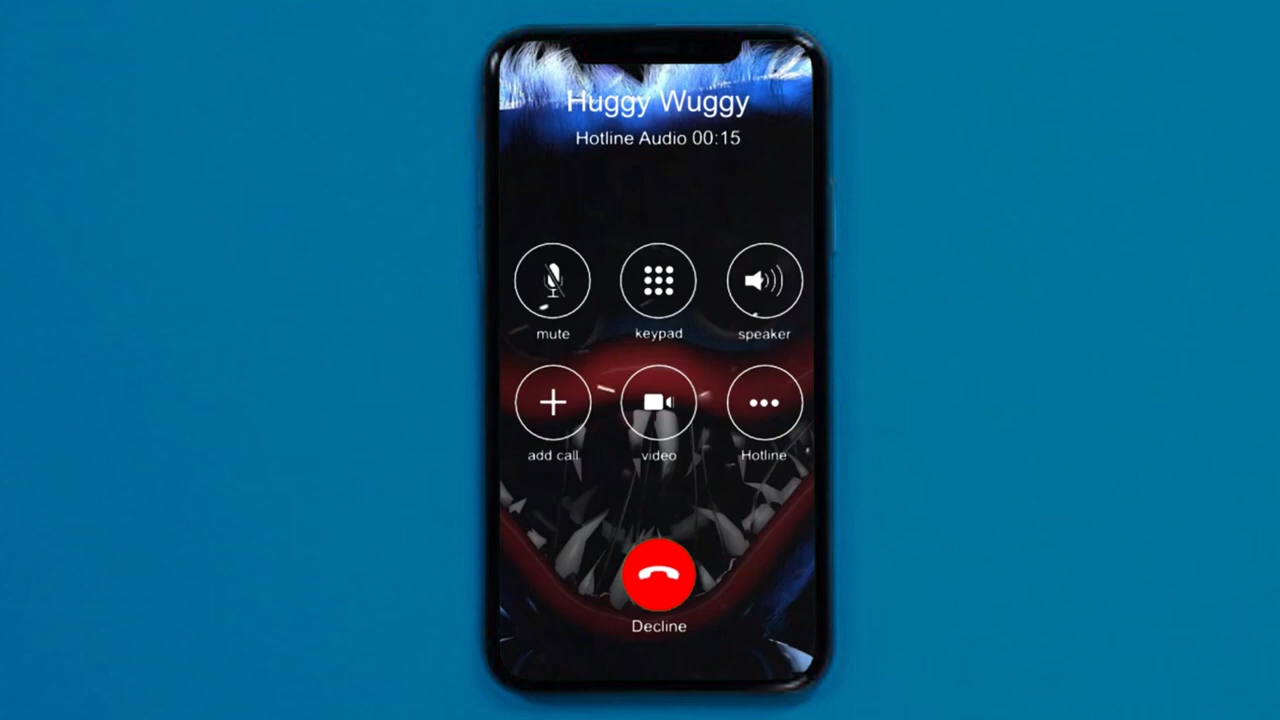 Huggy Wuggy
Hotline Audio 00:15
mute keypad speaker
add call video Hotline
Decline